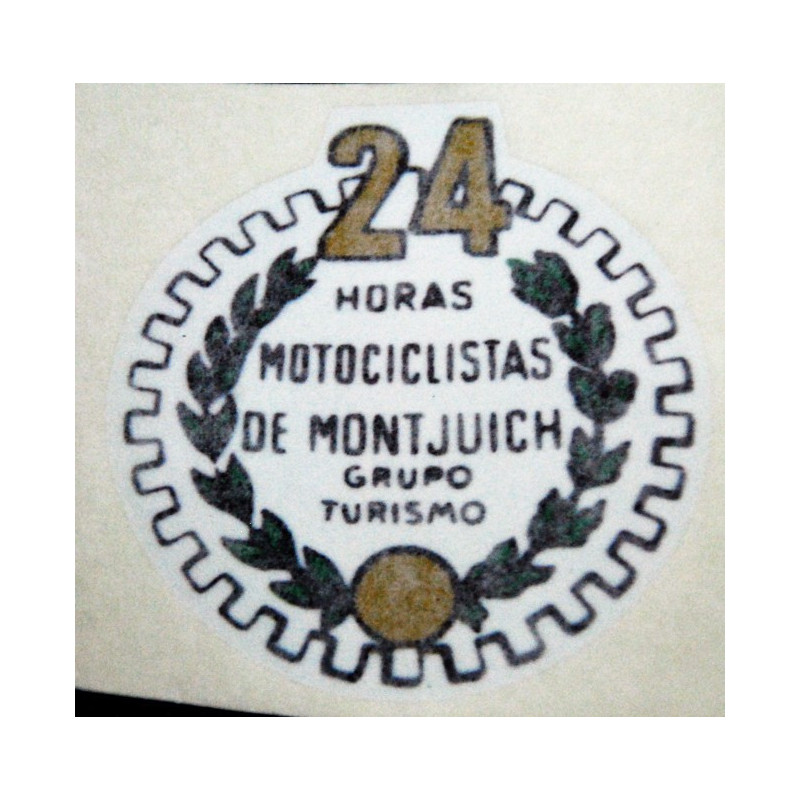 24
HORAS
MOTOCICLISTAS
DE MONTJUICH
GRUPO
TURISMO